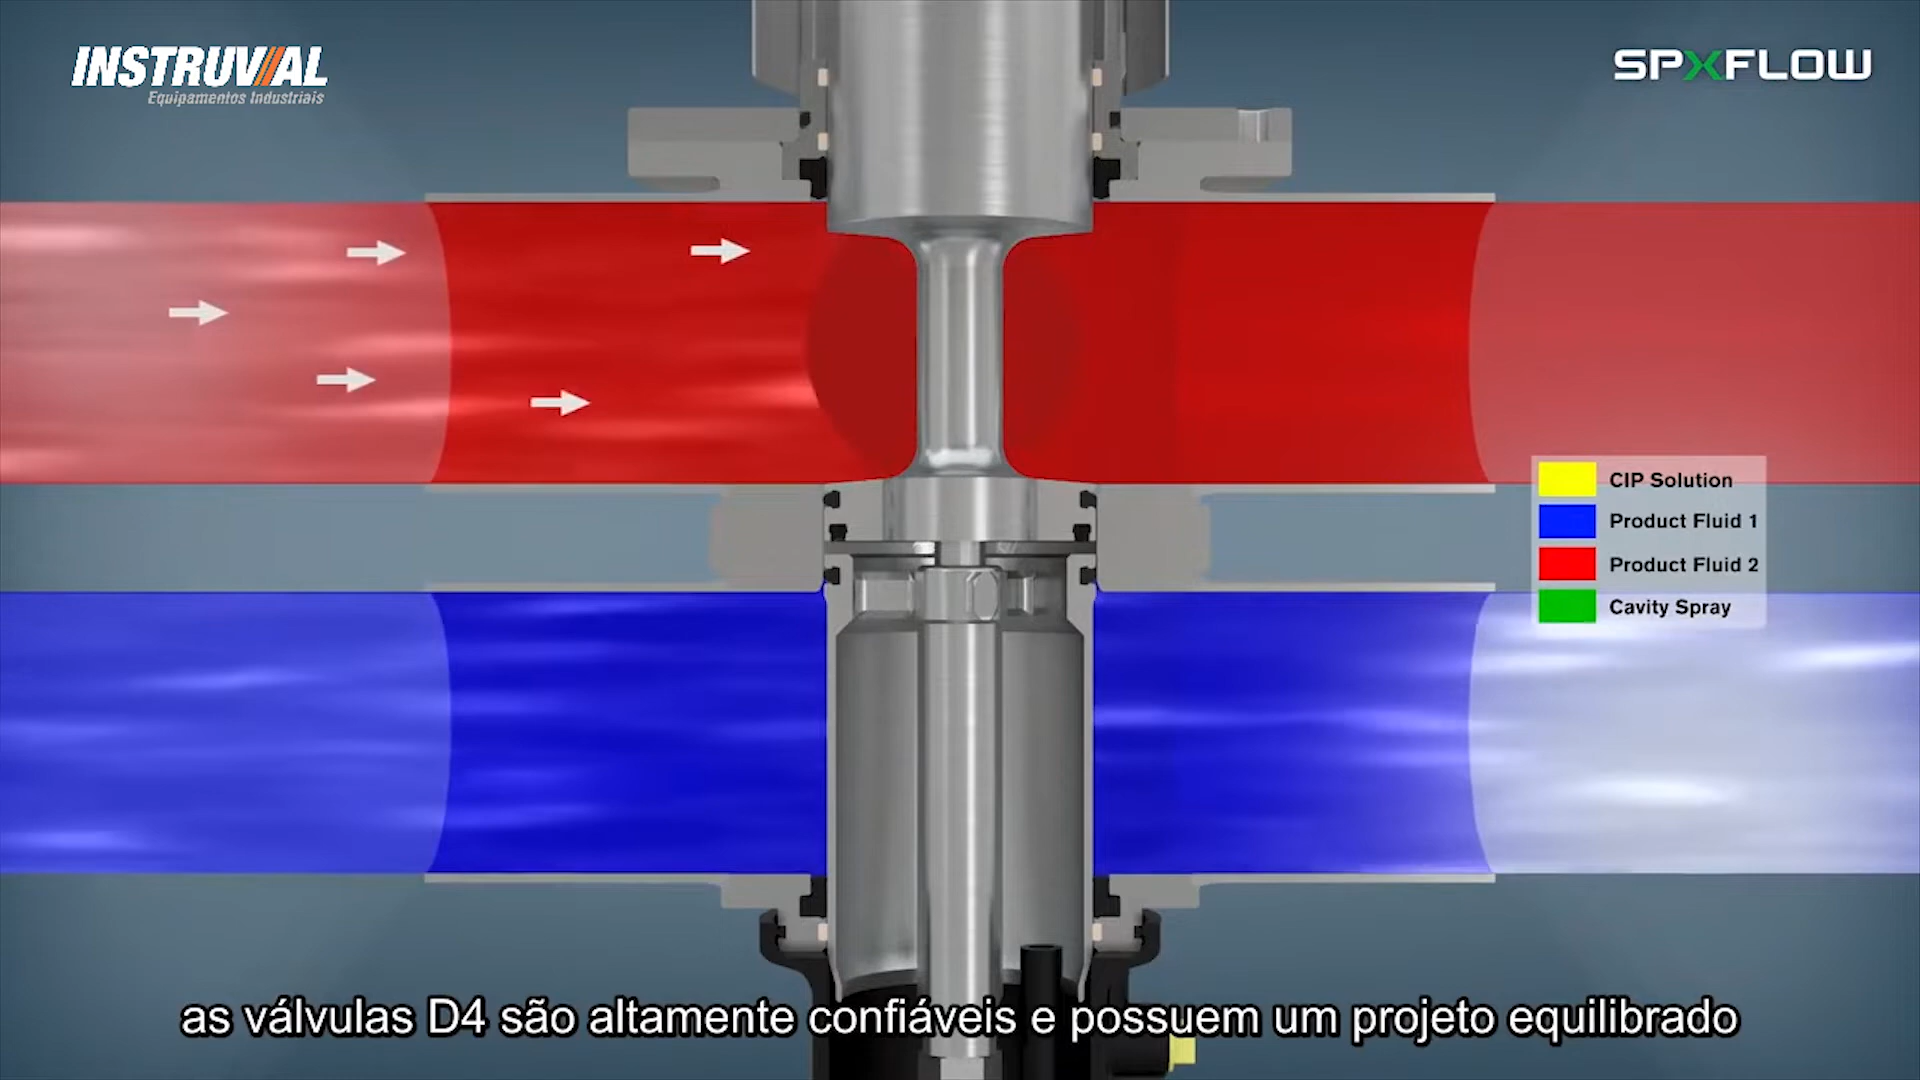 INSTRUVAL
Equipamentos Industriais
SPXFLOW
CIP Solution
Product Fluid 1
Product Fluid 2
Cavity Spray
as válvulas D4 são altamente confiáveis e possuem um projeto equilibrado